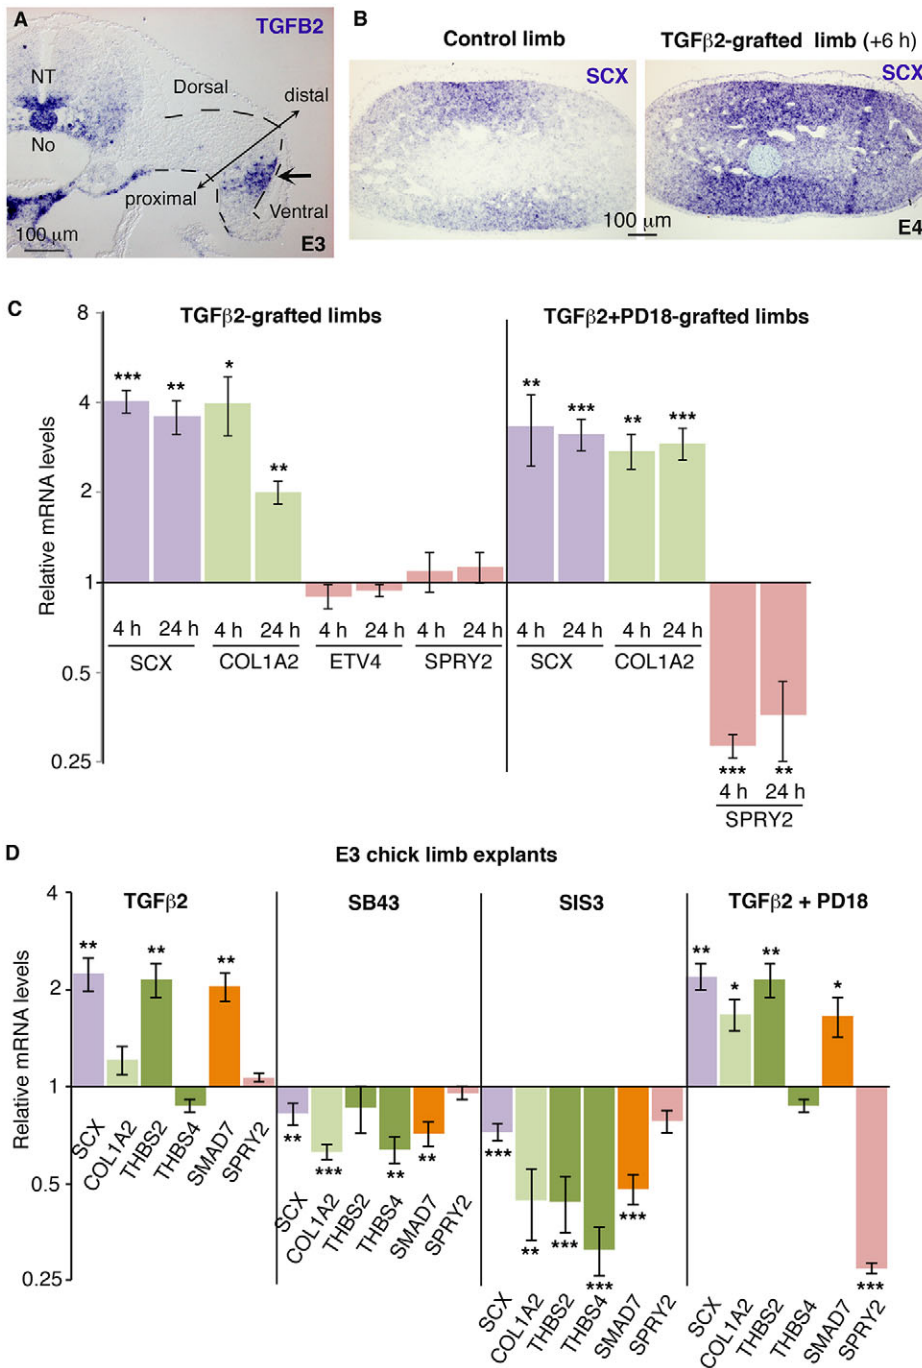 A
TGFB2
NT
No
Dorsal
distal
proximal
Ventral
100 µm
E3
B
Control limb
TGFβ2-grafted limb (+6 h)
SCX
SCX
100 µm
E4
C
TGFβ2-grafted limbs
TGFβ2+PD18-grafted limbs
Relative mRNA levels
8
4
2
1
0.5
0.25
*** ** * **
** *** ** ***
4 h 24 h 4 h 24 h 4 h 24 h 4 h 24 h
SCX COL1A2 ETV4 SPRY2
4 h 24 h 4 h 24 h
SCX COL1A2
*** **
4 h 24 h
SPRY2
D
E3 chick limb explants
TGFβ2
SB43
SIS3
TGFβ2 + PD18
Relative mRNA levels
4
2
1
0.5
0.25
** ** **
SCX COL1A2 THBS2 THBS4 SMAD7 SPRY2
** *** ** **
SCX COL1A2 THBS2 THBS4 SMAD7 SPRY2
*** ** *** *** ***
SCX COL1A2 THBS2 THBS4 SMAD7 SPRY2
** * ** * ***
SCX COL1A2 THBS2 THBS4 SMAD7 SPRY2